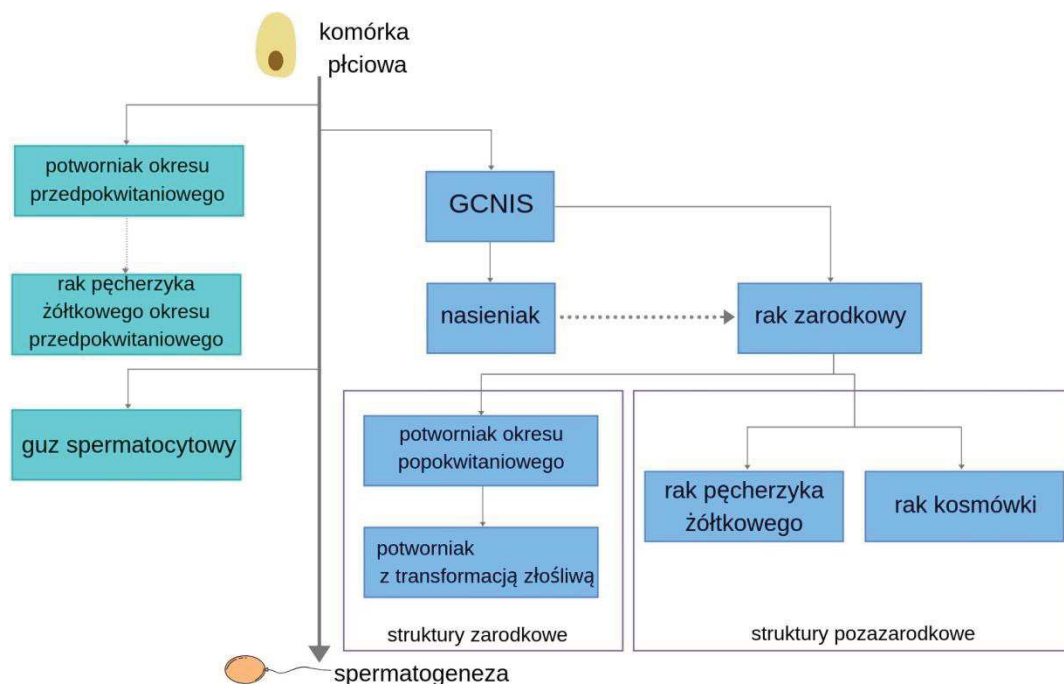 komórka
płciowa
potworniak okresu
przedpokwitaniowego
rak pęcherzyka
żółtkowego okresu
przedpokwitaniowego
guz spermatocytowy
GCNIS
nasieniak
rak zarodkowy
potworniak okresu
popokwitaniowego
potworniak
z transformacją złośliwą
struktury zarodkowe
rak pęcherzyka
żółtkowego
rak kosmówki
struktury pozazarodkowe
spermatogeneza